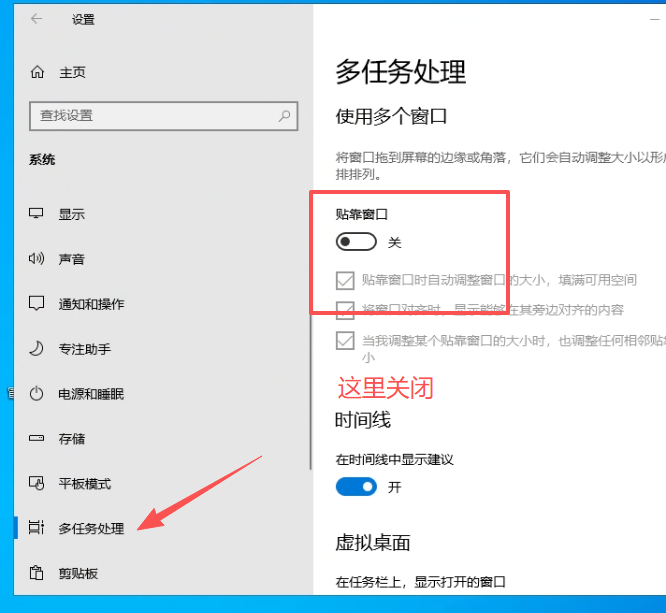 设置
主页
查找设置
系统
显示
声音
通知和操作
专注助手
电源和睡眠
存储
平板模式
多任务处理
剪贴板
多任务处理
使用多个窗口
将窗口拖到屏幕的边缘或角落，它们会自动调整大小以形
排排列。
贴靠窗口
关
贴靠窗口时自动调整窗口的大小，填满可用空间
将窗口对齐时，显示能够在其旁边对齐的内容
当我调整某个贴靠窗口的大小时，也调整任何相邻贴
小
这里关闭
时间线
在时间线中显示建议
开
虚拟桌面
在任务栏上，显示打开的窗口